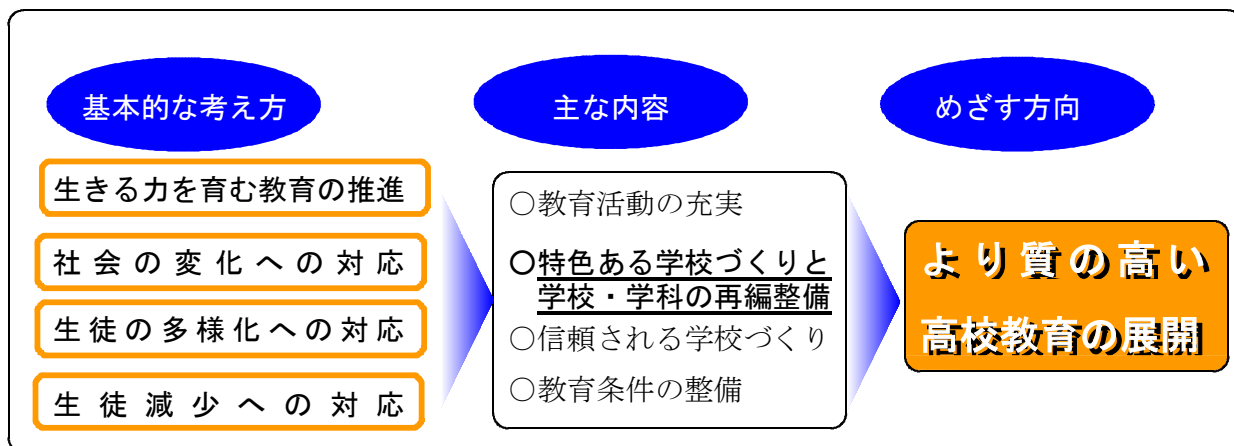 基本的な考え方
生きる力を育む教育の推進
社会の変化への対応
生徒の多様化への対応
生徒減少への対応
主な内容
○教育活動の充実
○特色ある学校づくりと
学校・学科の再編整備
○信頼される学校づくり
○教育条件の整備
めざす方向
より質の高い
高校教育の展開